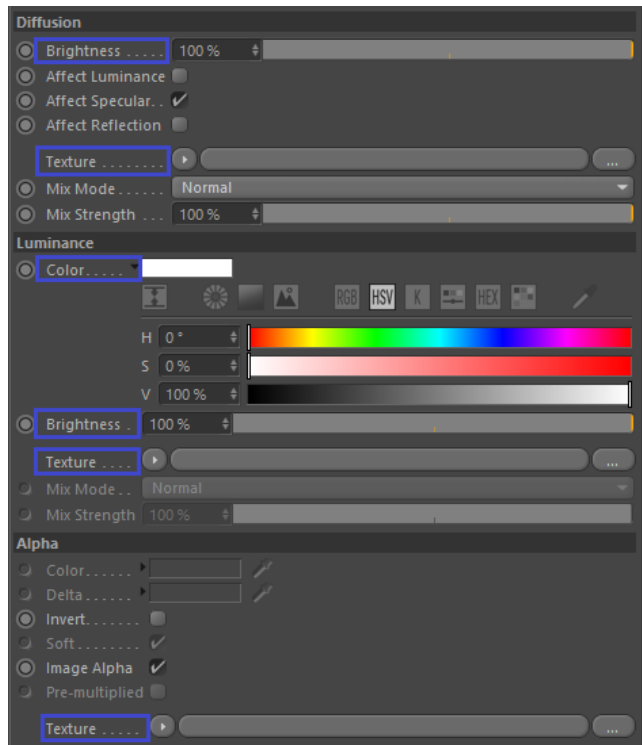 Diffusion
Brightness ..... 100 %
Affect Luminance
Affect Specular. .
Affect Reflection
Texture ........ ...
Mix Mode...... Normal
Mix Strength ... 100 %
Luminance
Color.....
RGB HSV K HEX
H 0 °
S 0 %
V 100 %
Brightness . 100 %
Texture .... ...
Mix Mode . . Normal
Mix Strength 100 %
Alpha
Color......
Delta......
Invert.......
Soft........
Image Alpha
Pre-multiplied
Texture ..... ...